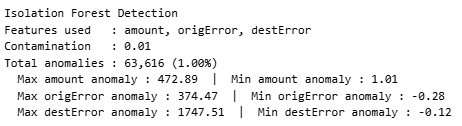 Isolation Forest Detection
Features used   : amount, origError, destError
Contamination : 0.01
Total anomalies : 63,616 (1.00%)
  Max amount anomaly : 472.89  |  Min amount anomaly : 1.01
  Max origError anomaly : 374.47  |  Min origError anomaly : -0.28
  Max destError anomaly : 1747.51  |  Min destError anomaly : -0.12